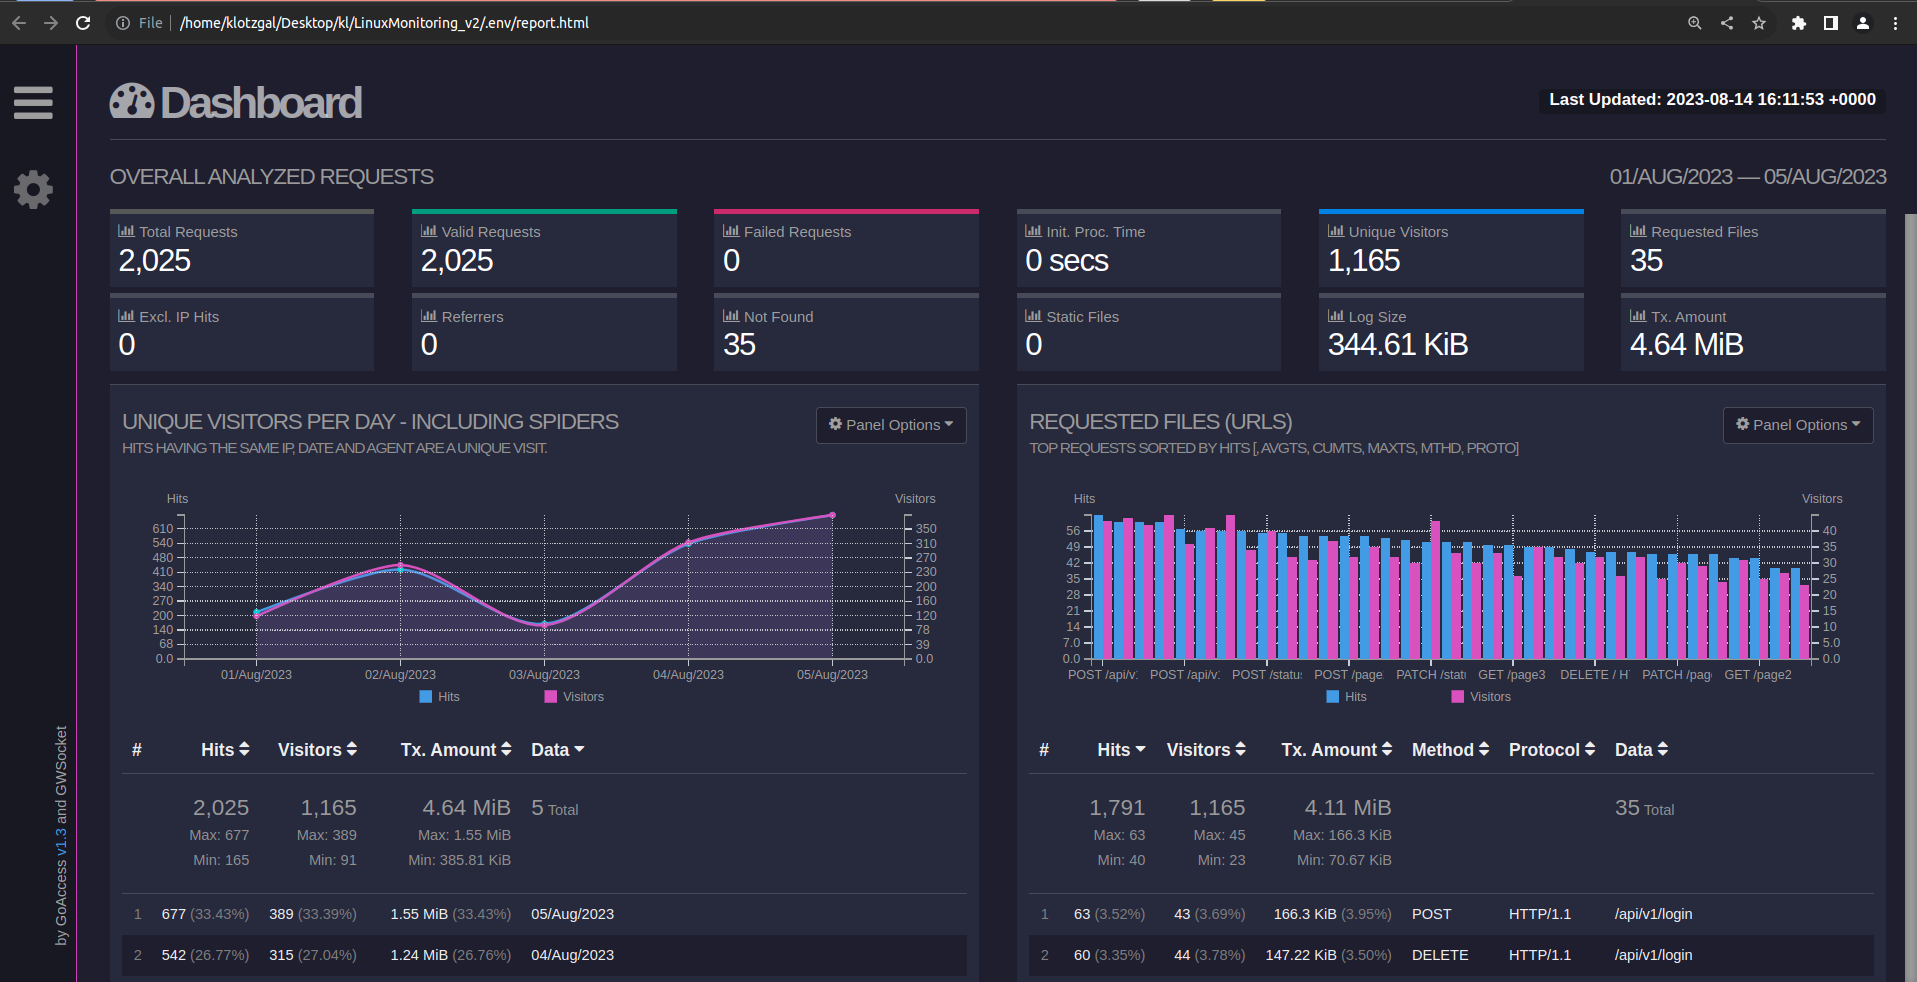 File | /home/klotzgal/Desktop/kl/LinuxMonitoring_v2/.env/report.html
Dashboard
Last Updated: 2023-08-14 16:11:53 +0000
OVERALL ANALYZED REQUESTS
01/AUG/2023 — 05/AUG/2023
Total Requests
2,025
Valid Requests
2,025
Failed Requests
0
Init. Proc. Time
0 secs
Unique Visitors
1,165
Requested Files
35
Excl. IP Hits
0
Referrers
0
Not Found
35
Static Files
0
Log Size
344.61 KiB
Tx. Amount
4.64 MiB
UNIQUE VISITORS PER DAY - INCLUDING SPIDERS
Panel Options
HITS HAVING THE SAME IP, DATE AND AGENT ARE A UNIQUE VISIT.
Hits Visitors
610 350
540 310
480 270
410 230
340 200
270 160
200 120
140 78
68 39
0.0 0.0
01/Aug/2023 02/Aug/2023 03/Aug/2023 04/Aug/2023 05/Aug/2023
Hits Visitors
# Hits Visitors Tx. Amount Data
2,025 1,165 4.64 MiB 5 Total
Max: 677 Max: 389 Max: 1.55 MiB
Min: 165 Min: 91 Min: 385.81 KiB
1 677 (33.43%) 389 (33.39%) 1.55 MiB (33.43%) 05/Aug/2023
2 542 (26.77%) 315 (27.04%) 1.24 MiB (26.76%) 04/Aug/2023
REQUESTED FILES (URLS)
Panel Options
TOP REQUESTS SORTED BY HITS [, AVGTS, CUMTS, MAXTS, MTHD, PROTO]
Hits Visitors
56 40
49 35
42 30
35 25
28 20
21 15
14 10
7.0 5.0
0.0 0.0
POST /api/v: POST /api/v: POST /statu: POST /page PATCH /stat GET /page3 DELETE / H PATCH /pag GET /page2
Hits Visitors
# Hits Visitors Tx. Amount Method Protocol Data
1,791 1,165 4.11 MiB 35 Total
Max: 63 Max: 45 Max: 166.3 KiB
Min: 40 Min: 23 Min: 70.67 KiB
1 63 (3.52%) 43 (3.69%) 166.3 KiB (3.95%) POST HTTP/1.1 /api/v1/login
2 60 (3.35%) 44 (3.78%) 147.22 KiB (3.50%) DELETE HTTP/1.1 /api/v1/login
by GoAccess v1.3 and GWSocket